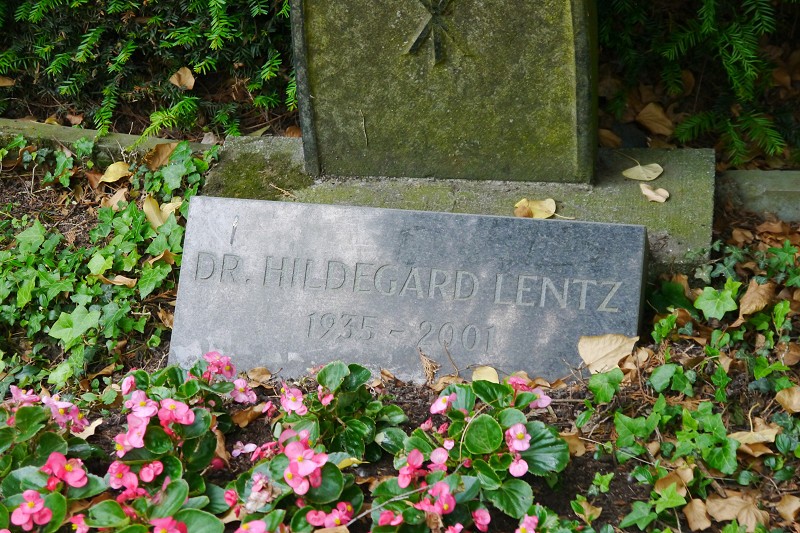 DR. HILDEGARD LENTZ
1935 - 2001